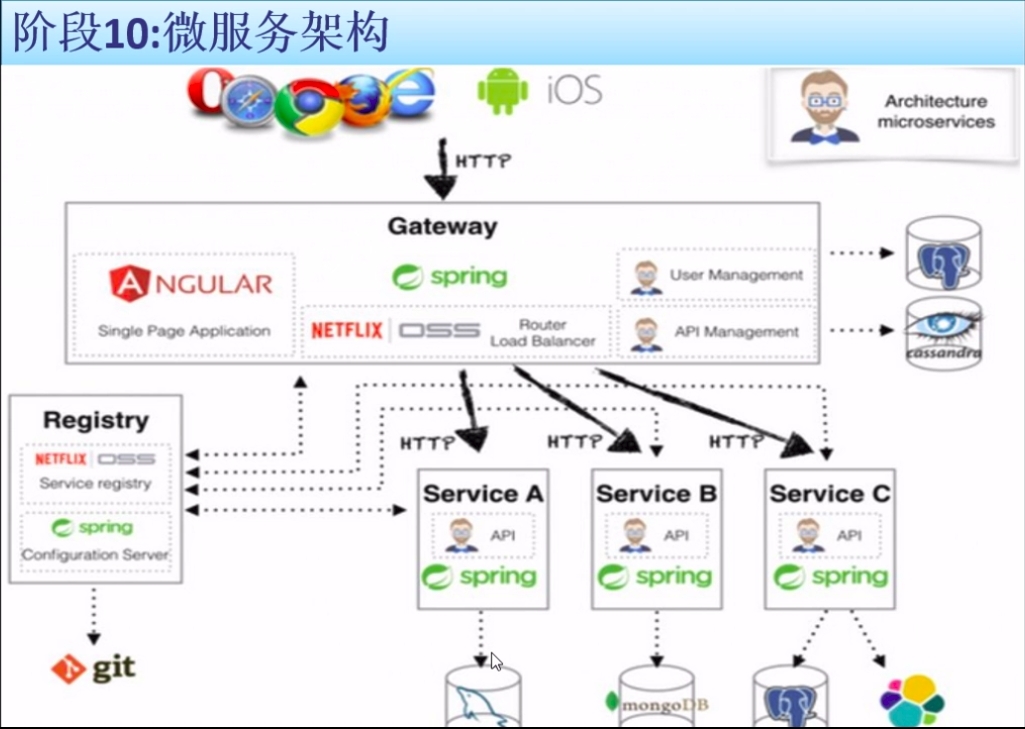 阶段10:微服务架构
iOS
Architecture
microservices
HTTP
Gateway
ANGULAR
Single Page Application
spring
NETFLIX OSS
Router
Load Balancer
User Management
API Management
cassandra
Registry
NETFLIX OSS
Service registry
spring
Configuration Server
git
HTTP
HTTP
HTTP
Service A
API
spring
Service B
API
spring
Service C
API
spring
mongoDB